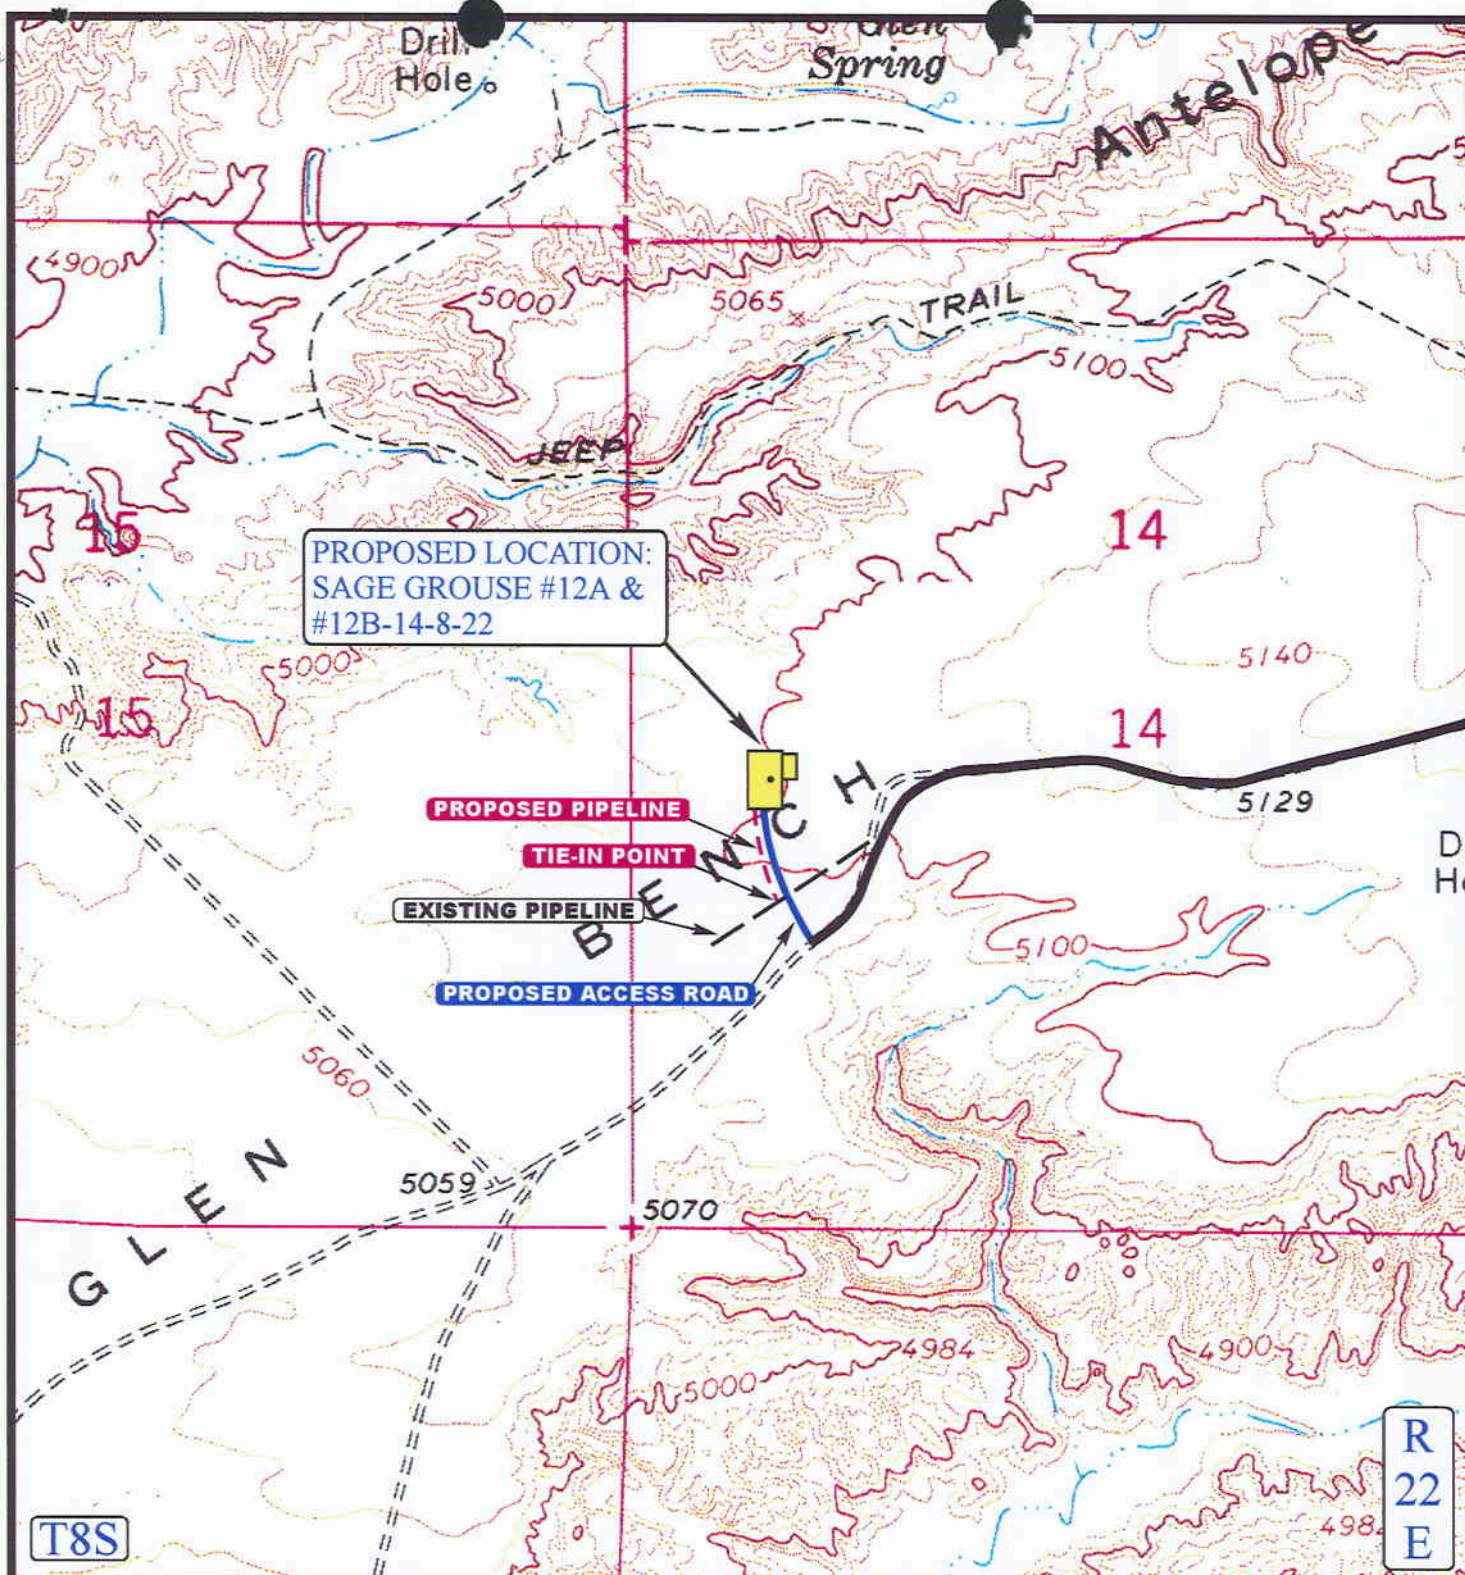 Drill
Hole
Spring
Antelope
4900
5000
5065
TRAIL
5100
JEEP
15
14
PROPOSED LOCATION:
SAGE GROUSE #12A &
#12B-14-8-22
5000
5140
15
14
5129
PROPOSED PIPELINE
TIE-IN POINT
EXISTING PIPELINE
BENCH
5100
PROPOSED ACCESS ROAD
5060
GLEN
5059
5070
4984
4900
5000
R
22
E
T8S